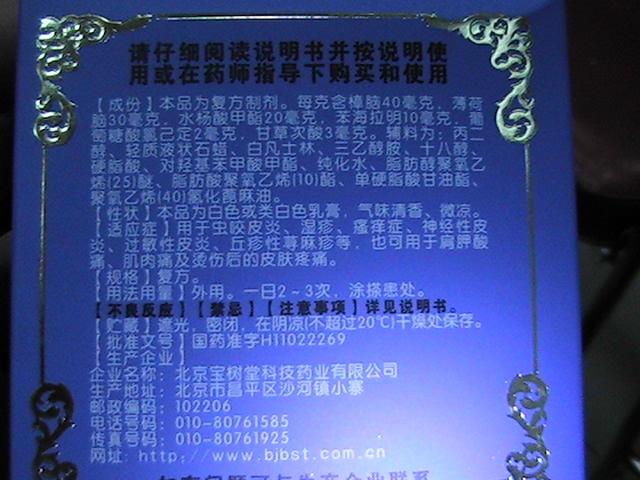 请仔细阅读说明书并按说明使
用或在药师指导下购买和使用
【成份】本品为复方制剂。每克含樟脑40毫克，薄荷
脑30毫克，水杨酸甲酯20毫克，苯海拉明10毫克，葡
萄糖酸氯己定2毫克，甘草次酸3毫克。辅料为：丙二
醇、轻质液状石蜡、白凡士林、三乙醇胺、十八醇、
硬脂酸、对羟基苯甲酸甲酯、纯化水、脂肪醇聚氧乙
烯(25)醚、脂肪酸聚氧乙烯(10)酯、单硬脂酸甘油酯、
聚氧乙烯(40)氢化蓖麻油。
【性状】本品为白色或类白色乳膏，气味清香、微凉。
【适应症】用于虫咬皮炎、湿疹、瘙痒症、神经性皮
炎、过敏性皮炎、丘疹性荨麻疹等，也可用于肩胛酸
痛、肌肉痛及烫伤后的皮肤疼痛。
【规格】复方。
【用法用量】外用。一日2～3次，涂搽患处。
【不良反应】【禁忌】【注意事项】详见说明书。
【贮藏】遮光，密闭，在阴凉(不超过20℃)干燥处保存。
【批准文号】国药准字H11022269
【生产企业】
企业名称：北京宝树堂科技药业有限公司
生产地址：北京市昌平区沙河镇小寨
邮政编码：102206
电话号码：010-80761585
传真号码：010-80761925
网址：http://www.bjbst.com.cn
如有问题可与生产企业联系